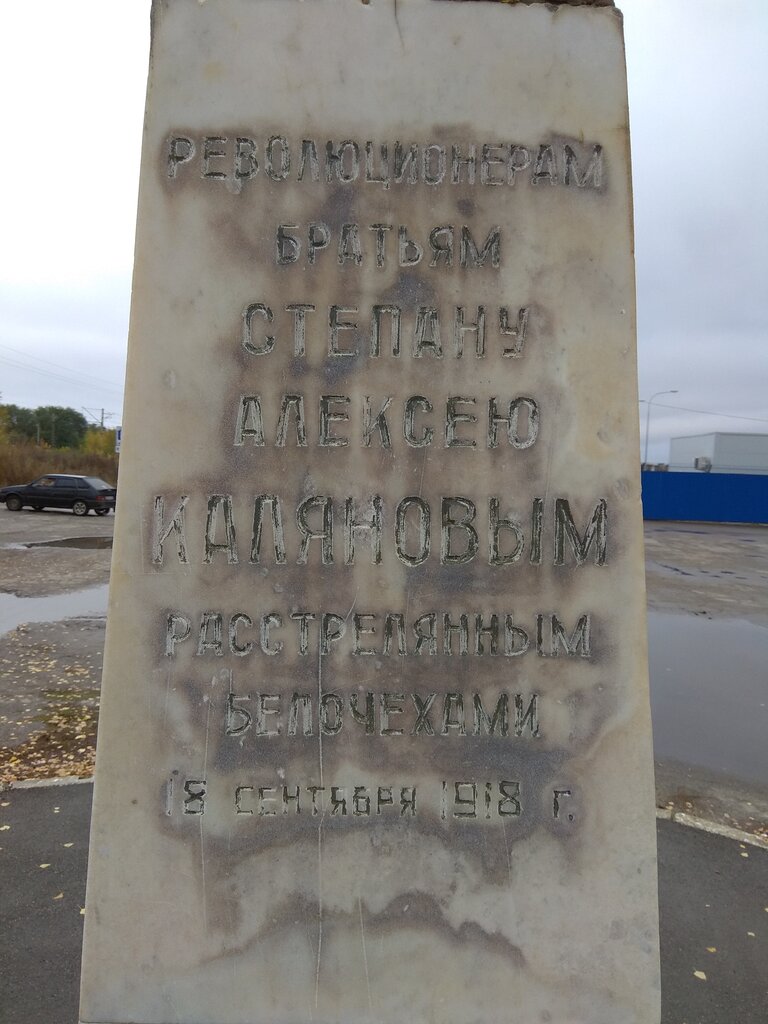 РЕВОЛЮЦИОНЕРАМ
БРАТЬЯМ
СТЕПАНУ
АЛЕКСЕЮ
КАЛЯНОВЫМ
РАССТРЕЛЯННЫМ
БЕЛОЧЕХАМИ
18 СЕНТЯБРЯ 1918 Г.